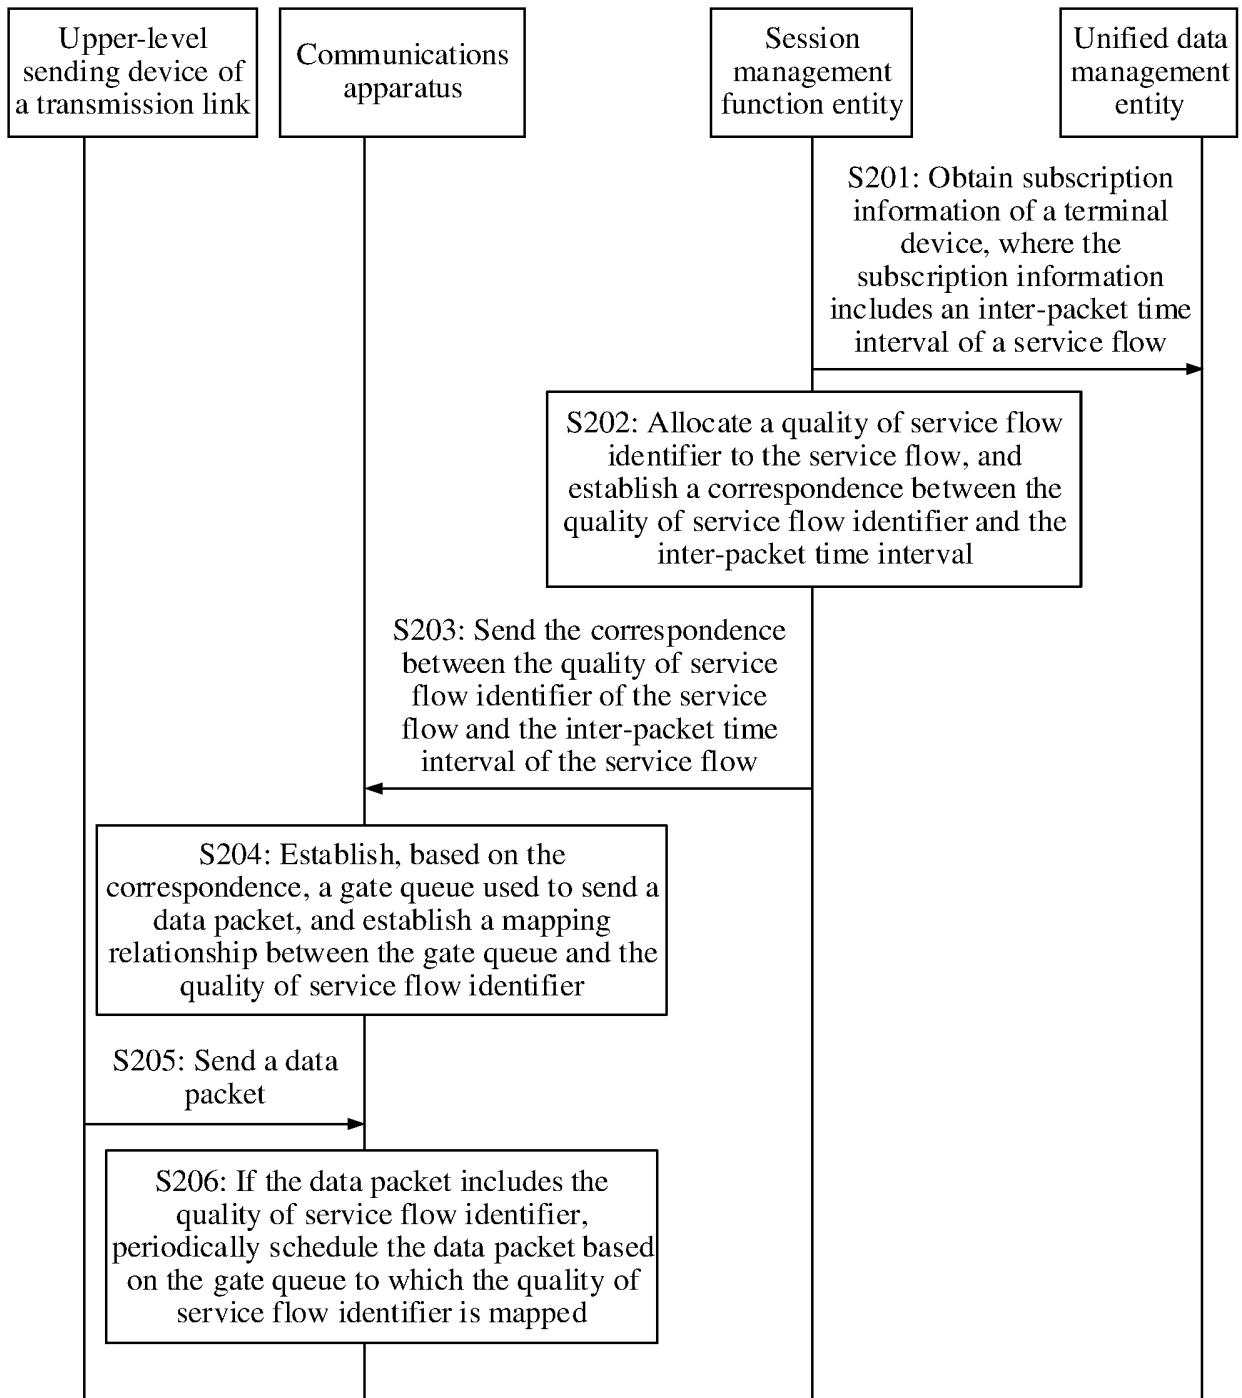 Upper-level
sending device of
a transmission link
Communications
apparatus
Session
management
function entity
Unified data
management
entity
S201: Obtain subscription
information of a terminal
device, where the
subscription information
includes an inter-packet time
interval of a service flow
S202: Allocate a quality of service flow
identifier to the service flow, and
establish a correspondence between the
quality of service flow identifier and the
inter-packet time interval
S203: Send the correspondence
between the quality of service
flow identifier of the service
flow and the inter-packet time
interval of the service flow
S204: Establish, based on the
correspondence, a gate queue used to send a
data packet, and establish a mapping
relationship between the gate queue and the
quality of service flow identifier
S205: Send a data
packet
S206: If the data packet includes the
quality of service flow identifier,
periodically schedule the data packet based
on the gate queue to which the quality of
service flow identifier is mapped